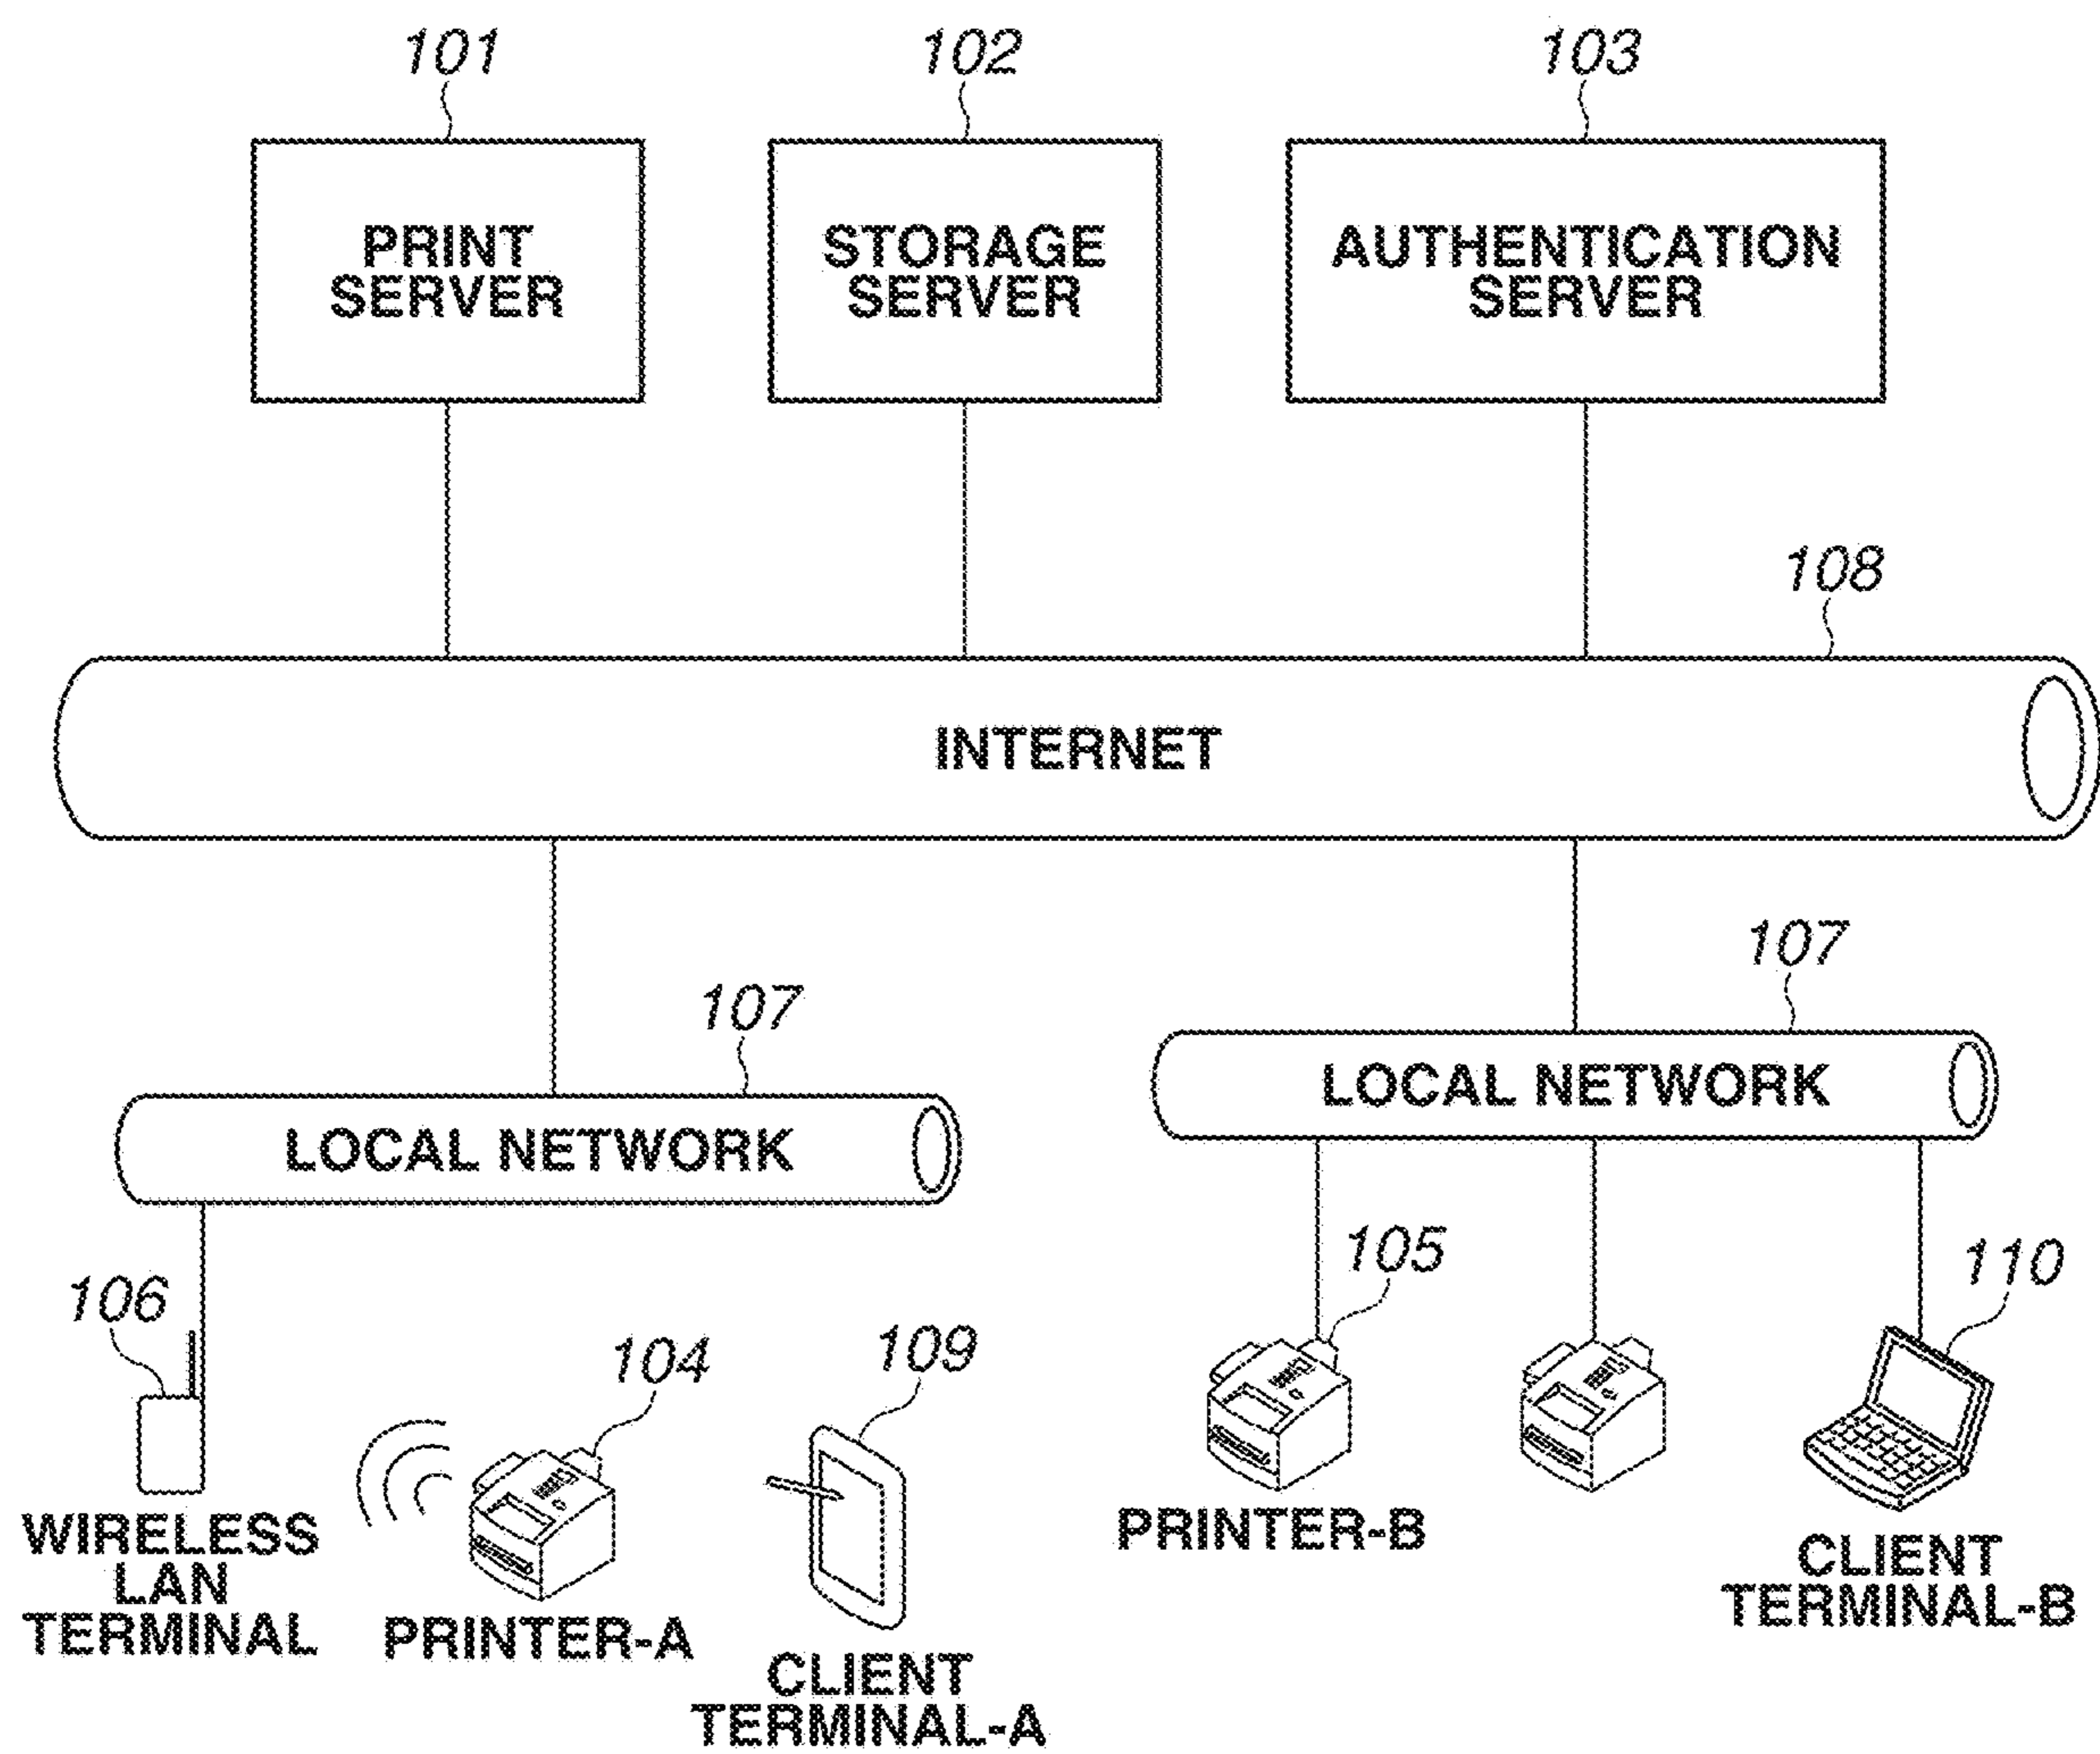 101
102
103
PRINT
SERVER
STORAGE
SERVER
AUTHENTICATION
SERVER
108
INTERNET
107
LOCAL NETWORK
107
LOCAL NETWORK
106
104
109
105
110
WIRELESS
LAN
TERMINAL
PRINTER-A
CLIENT
TERMINAL-A
PRINTER-B
CLIENT
TERMINAL-B